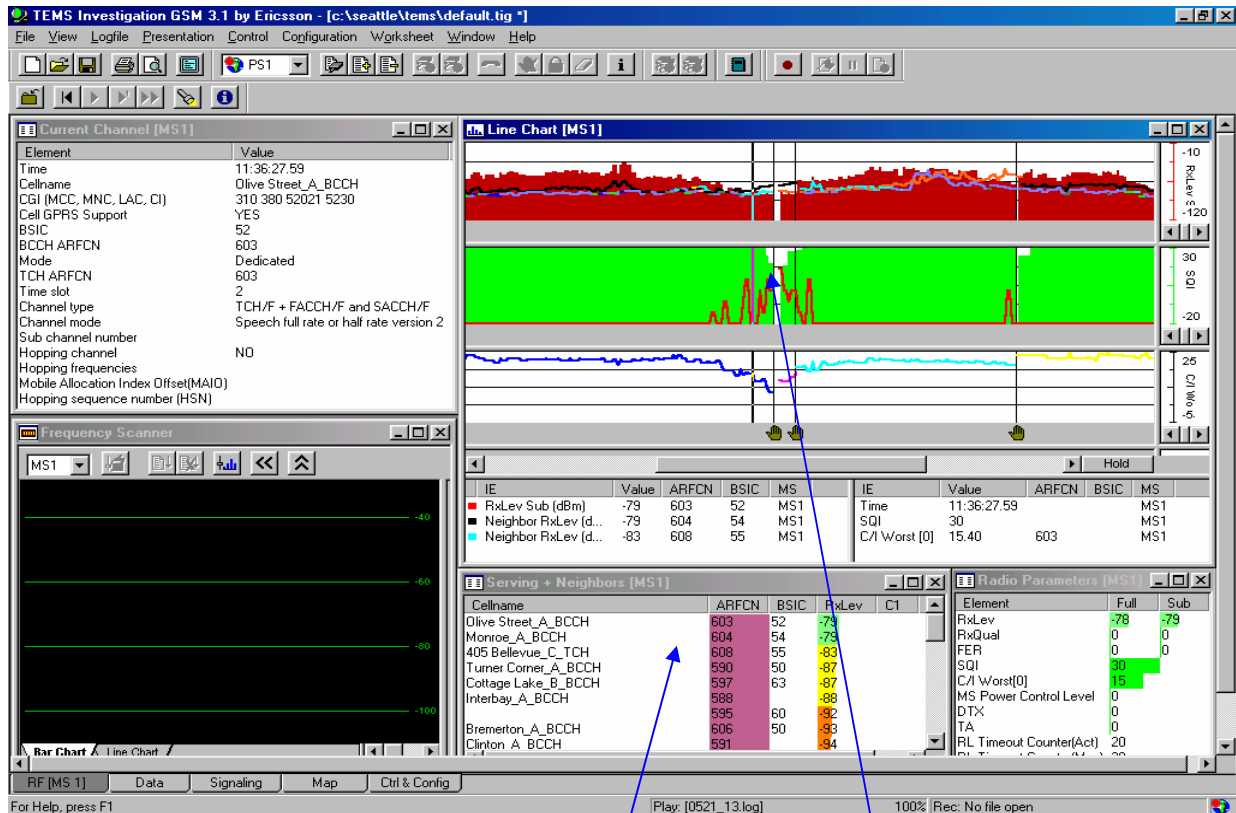 TEMS Investigation GSM 3.1 by Ericsson - [c:\seattle\tems\default.tig *]
File View Logfile Presentation Control Configuration Worksheet Window Help
PS1
Current Channel [MS1]
Element Value
Time 11:36:27.59
Cellname Olive Street_A_BCCH
CGI (MCC, MNC, LAC, CI) 310 380 52021 5230
Cell GPRS Support YES
BSIC 52
BCCH ARFCN 603
Mode Dedicated
TCH ARFCN 603
Time slot 2
Channel type TCH/F + FACCH/F and SACCH/F
Channel mode Speech full rate or half rate version 2
Sub channel number
Hopping channel NO
Hopping frequencies
Mobile Allocation Index Offset(MAIO)
Hopping sequence number (HSN)
Line Chart [MS1]
-10
RxLev S
-120
30
SQI
-20
25
C/I Wo
-5.
Hold
IE Value ARFCN BSIC MS
RxLev Sub (dBm) -79 603 52 MS1
Neighbor RxLev (d... -79 604 54 MS1
Neighbor RxLev (d... -83 608 55 MS1
IE Value ARFCN BSIC MS
Time 11:36:27.59 MS1
SQI 30 MS1
C/I Worst [0] 15.40 603 MS1
Frequency Scanner
MS1
-40
-60
-80
-100
Bar Chart Line Chart
Serving + Neighbors [MS1]
Cellname ARFCN BSIC RxLev C1
Olive Street_A_BCCH 603 52 -79
Monroe_A_BCCH 604 54 -79
405 Bellevue_C_TCH 608 55 -83
Turner Corner_A_BCCH 590 50 -87
Cottage Lake_B_BCCH 597 63 -87
Interbay_A_BCCH 588 -88
595 60 -92
Bremerton_A_BCCH 606 50 -93
Clinton A BCCH 591 -94
Radio Parameters [MS1]
Element Full Sub
RxLev -78 -79
RxQual 0 0
FER 0 0
SQI 30
C/I Worst[0] 15
MS Power Control Level 0
DTX 0
TA 0
RL Timeout Counter(Act) 20
RF [MS 1] Data Signaling Map Ctrl & Config
For Help, press F1 Play: [0521_13.log] 100% Rec: No file open